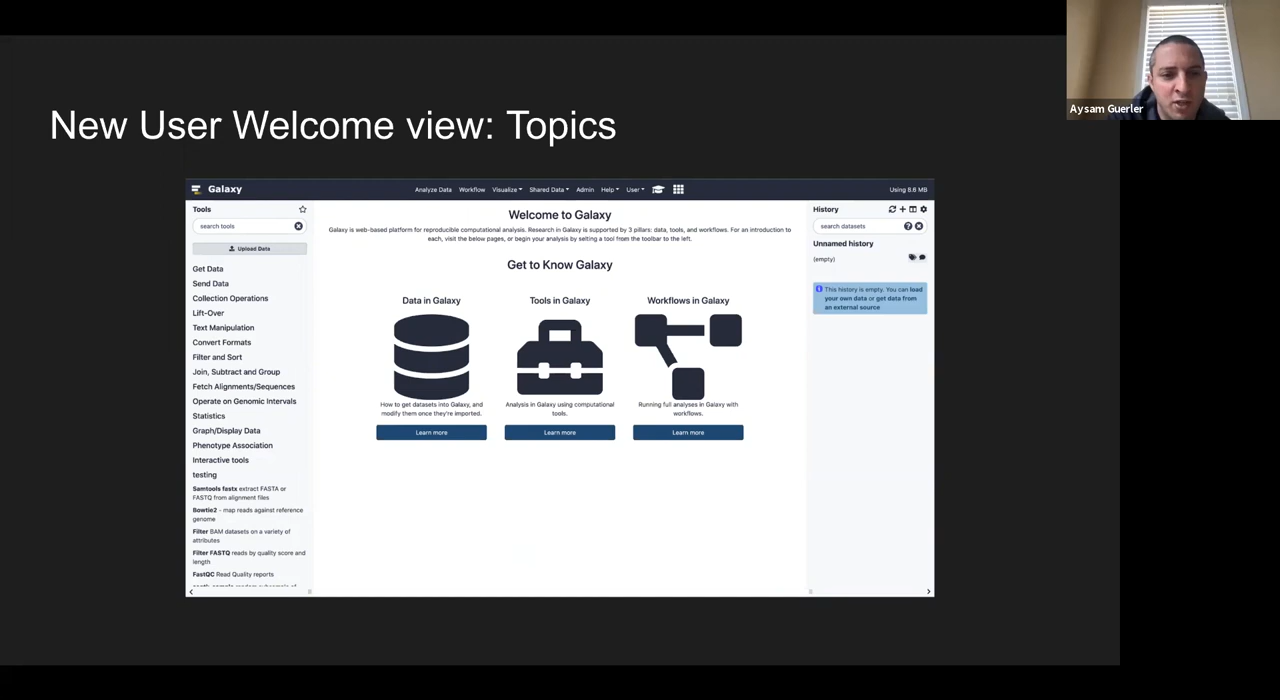 Aysam Guerler
New User Welcome view: Topics
Galaxy
Analyze Data Workflow Visualize Shared Data Admin Help User
Using 8.6 MB
Tools
search tools
Upload Data
Get Data
Send Data
Collection Operations
Lift-Over
Text Manipulation
Convert Formats
Filter and Sort
Join, Subtract and Group
Fetch Alignments/Sequences
Operate on Genomic Intervals
Statistics
Graph/Display Data
Phenotype Association
Interactive tools
testing
Samtools fastx extract FASTA or
FASTQ from alignment files
Bowtie2 - map reads against reference
genome
Filter BAM datasets on a variety of
attributes
Filter FASTQ reads by quality score and
length
FastQC Read Quality reports
Welcome to Galaxy
Galaxy is web-based platform for reproducible computational analysis. Research in Galaxy is supported by 3 pillars: data, tools, and workflows. For an introduction to
each, visit the below pages, or begin your analysis by setting a tool from the toolbar to the left.
Get to Know Galaxy
Data in Galaxy
How to get datasets into Galaxy, and
modify them once they're imported.
Learn more
Tools in Galaxy
Analysis in Galaxy using computational
tools.
Learn more
Workflows in Galaxy
Running full analyses in Galaxy with
workflows.
Learn more
History
search datasets
Unnamed history
(empty)
This history is empty. You can load
your own data or get data from
an external source